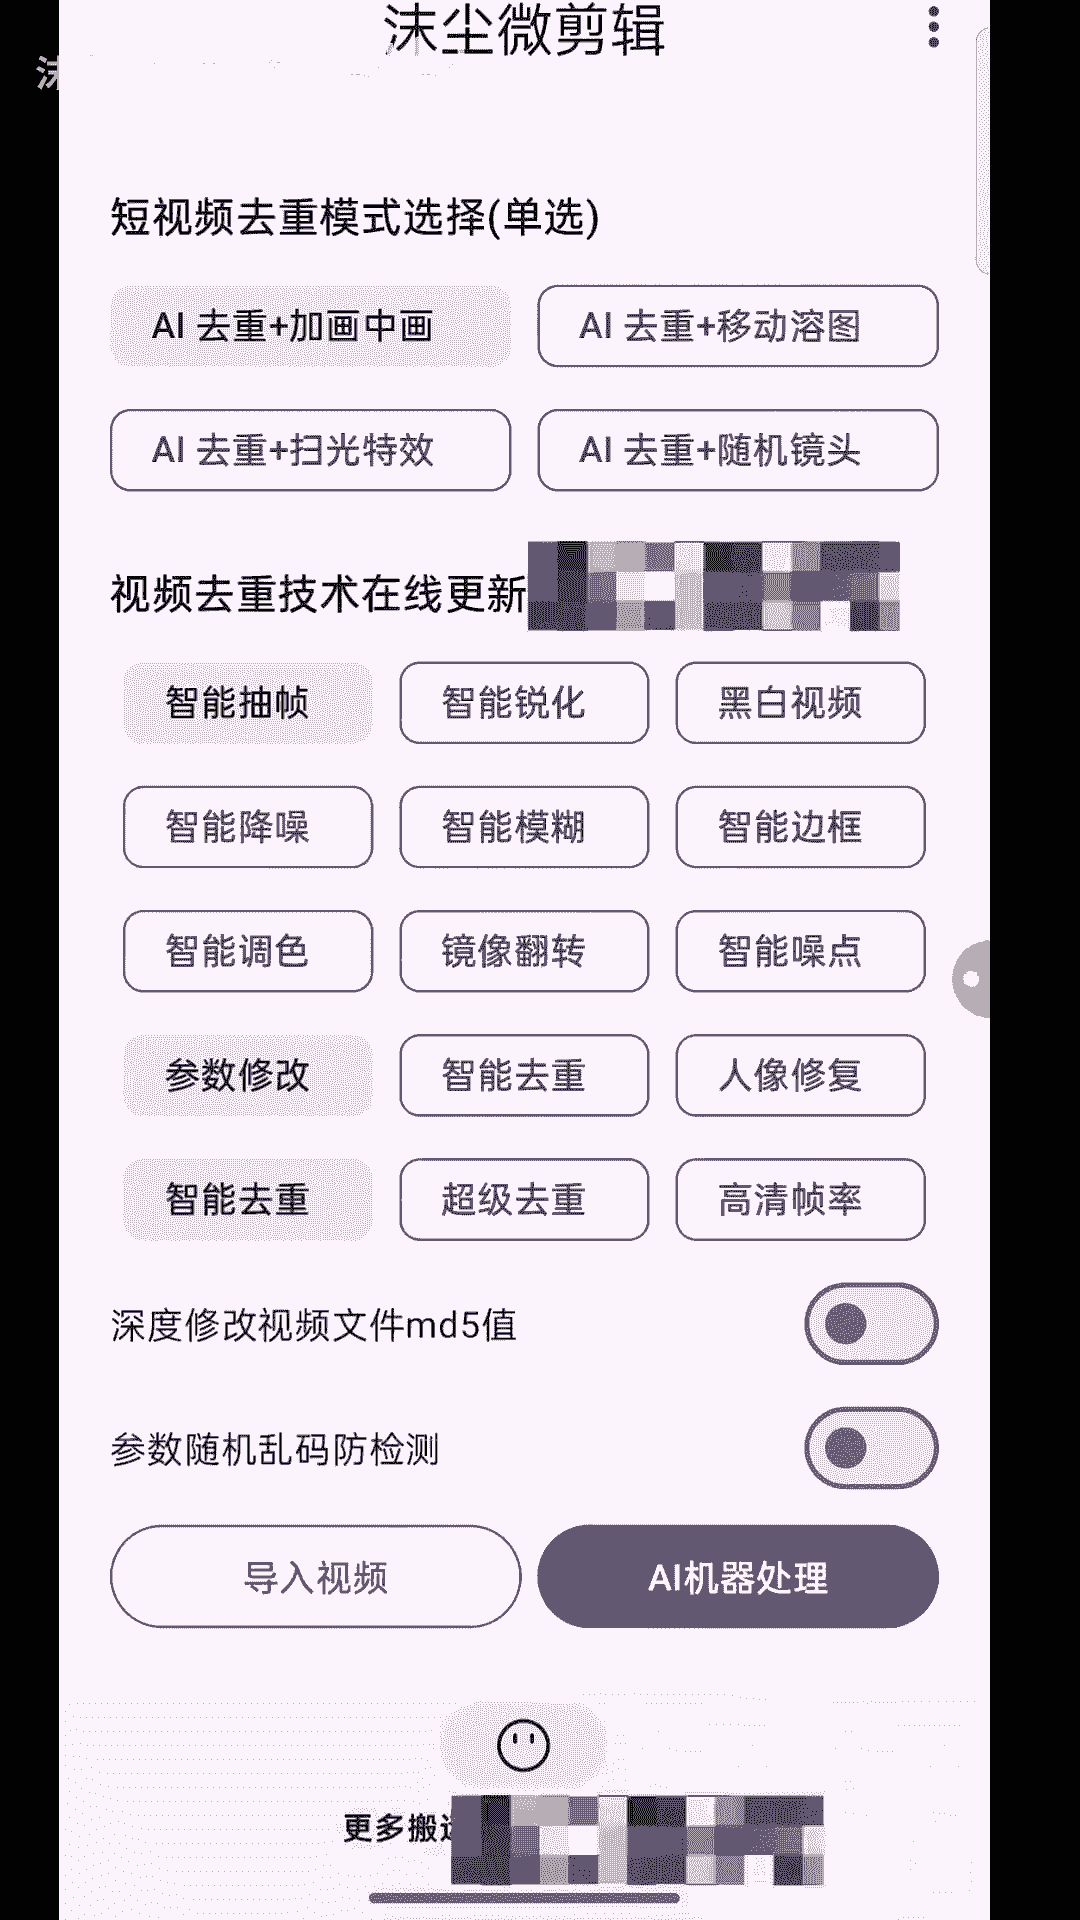 沫尘微剪辑
沫
短视频去重模式选择(单选)
AI 去重+加画中画
AI 去重+移动溶图
AI 去重+扫光特效
AI 去重+随机镜头
视频去重技术在线更新
智能抽帧
智能锐化
黑白视频
智能降噪
智能模糊
智能边框
智能调色
镜像翻转
智能噪点
参数修改
智能去重
人像修复
智能去重
超级去重
高清帧率
深度修改视频文件md5值
参数随机乱码防检测
导入视频
AI机器处理
更多搬